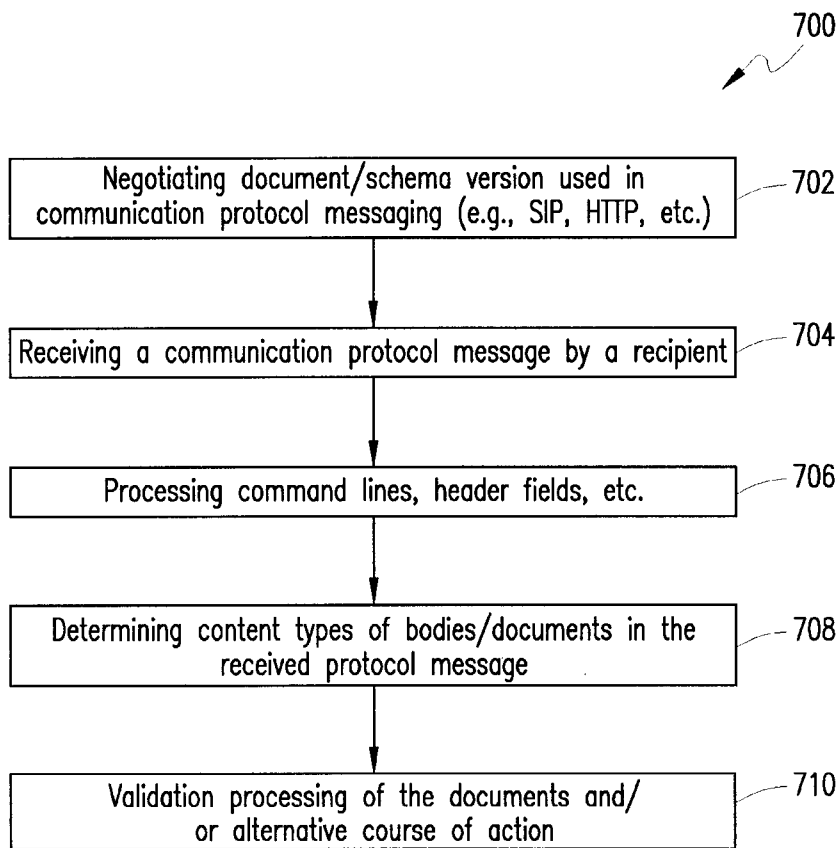 700
Negotiating document/schema version used in
communication protocol messaging (e.g., SIP, HTTP, etc.)
702
Receiving a communication protocol message by a recipient
704
Processing command lines, header fields, etc.
706
Determining content types of bodies/documents in the
received protocol message
708
Validation processing of the documents and/
or alternative course of action
710